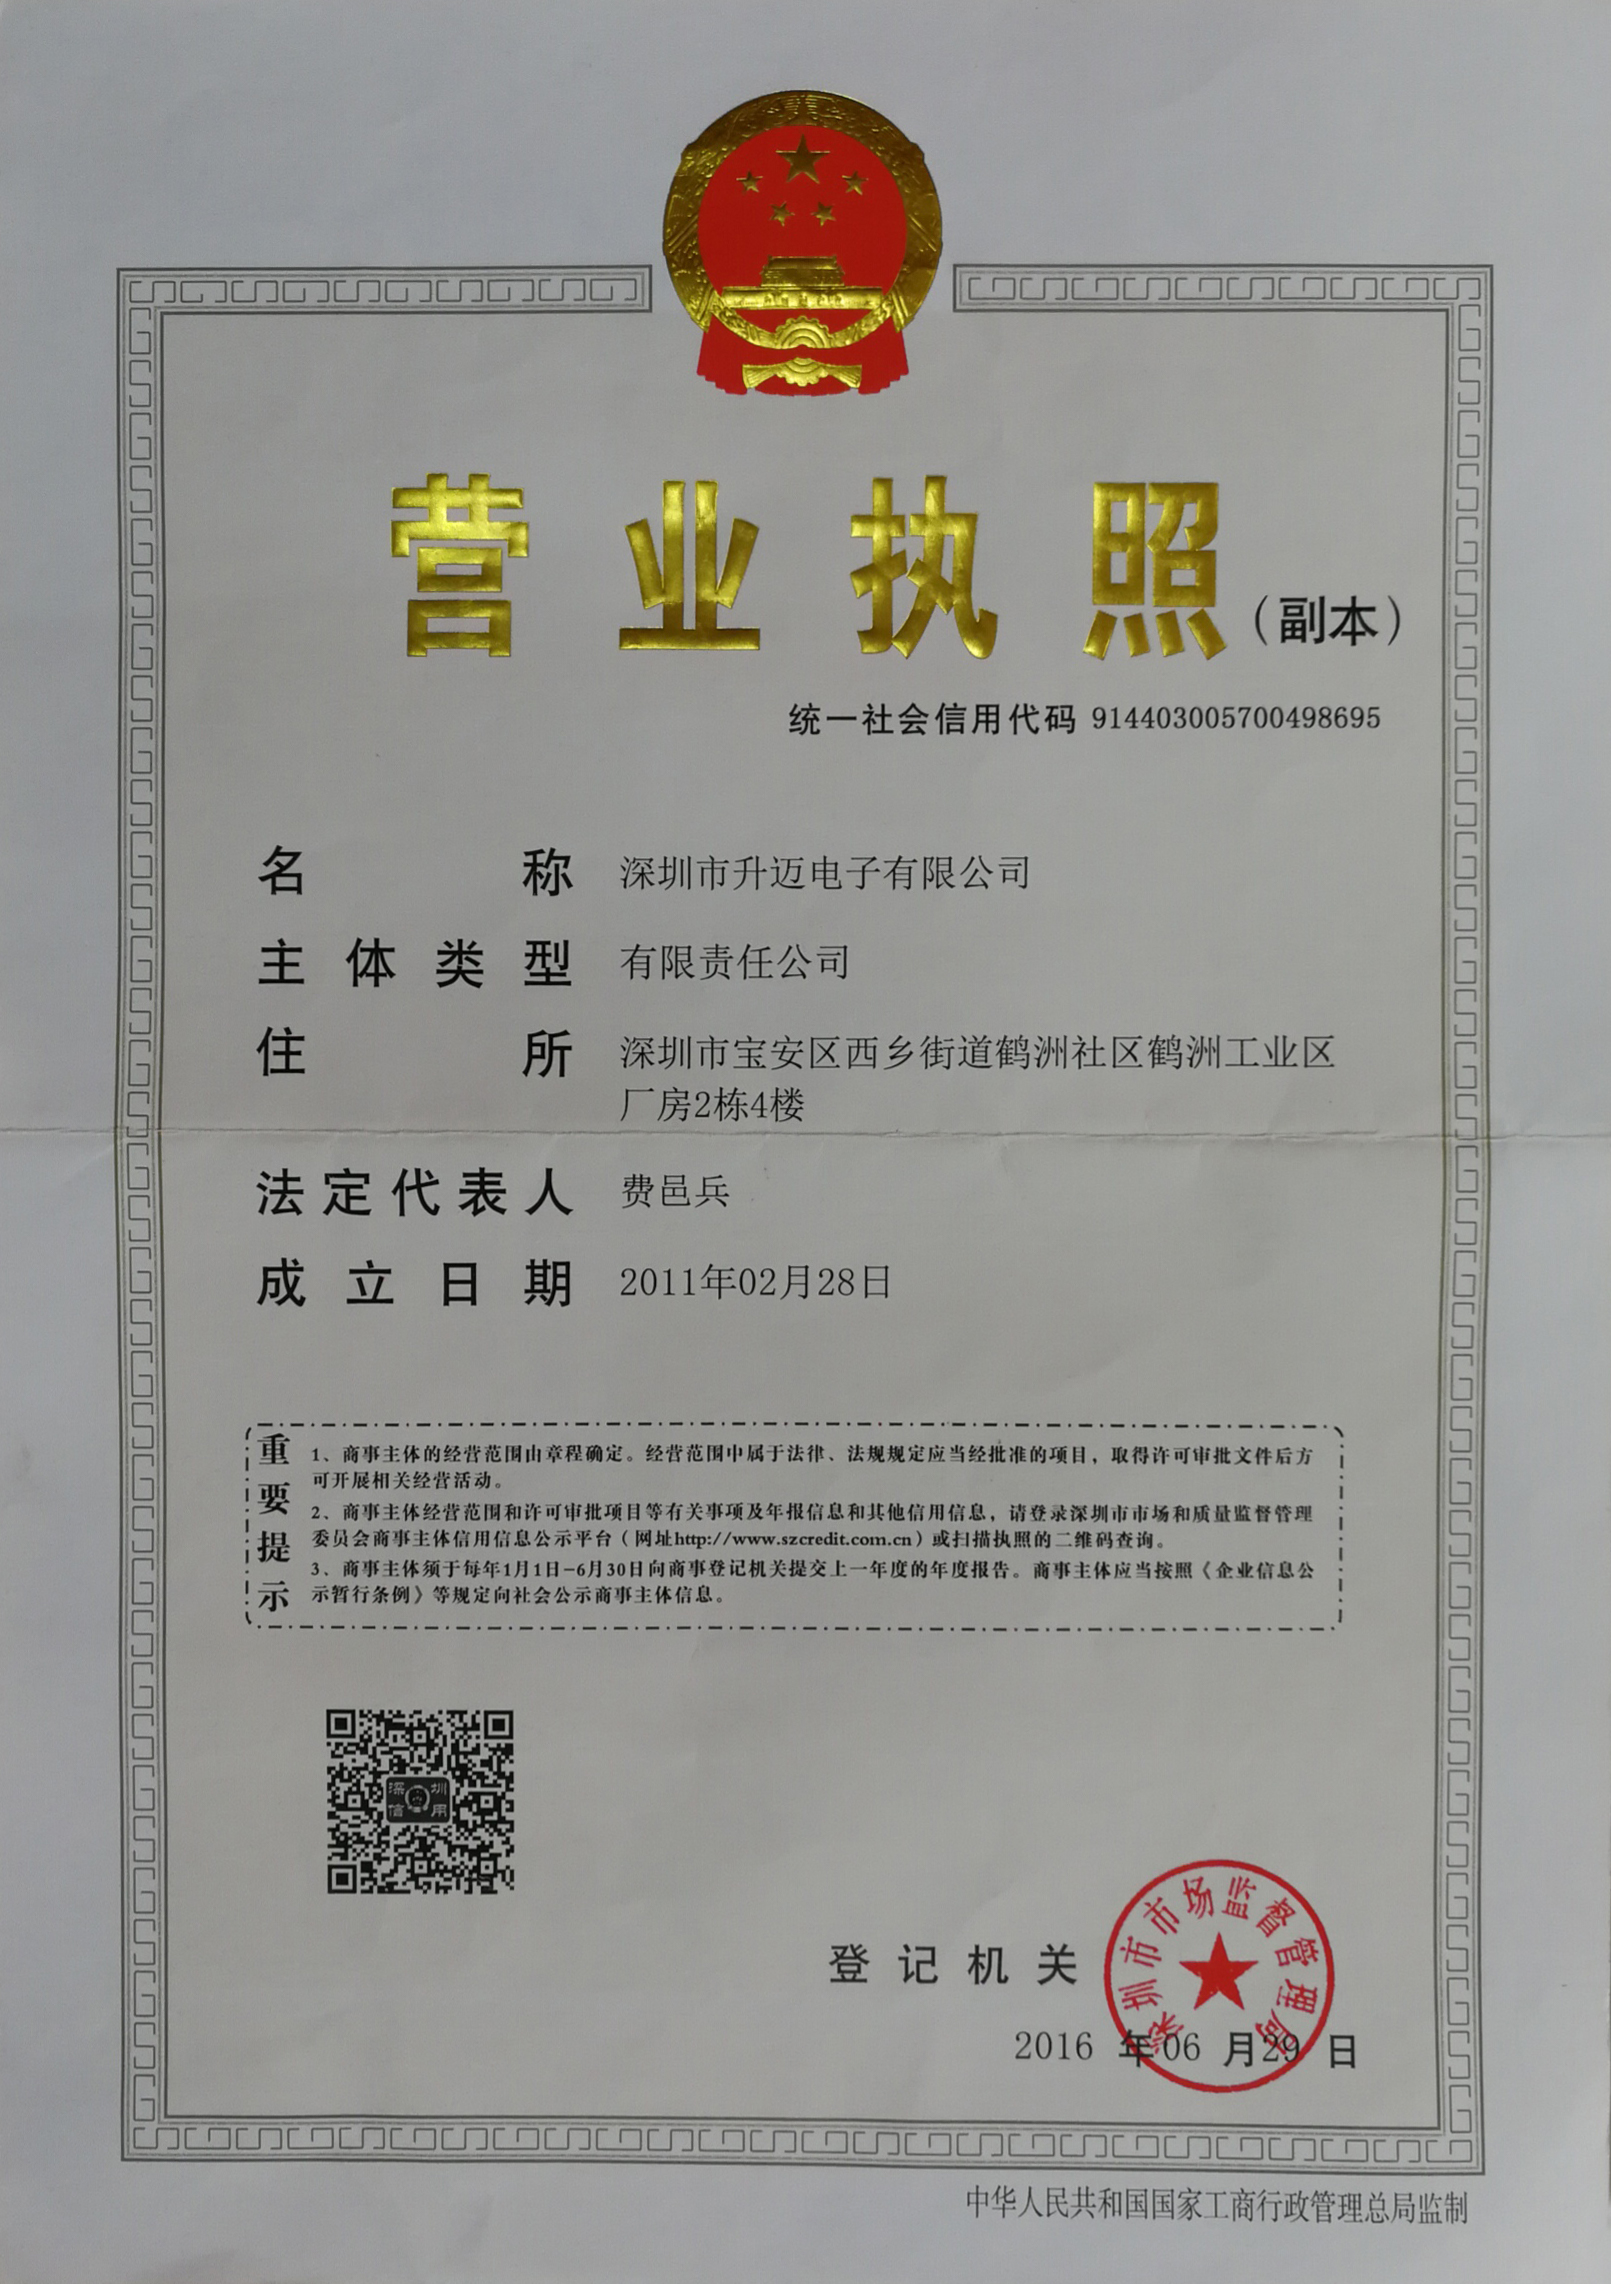 营业执照（副本）
统一社会信用代码 914403005700498695
名称 深圳市升迈电子有限公司
主体类型 有限责任公司
住所 深圳市宝安区西乡街道鹤洲社区鹤洲工业区
厂房2栋4楼
法定代表人 费邑兵
成立日期 2011年02月28日
重要提示
1、商事主体的经营范围由章程确定。经营范围中属于法律、法规规定应当经批准的项目，取得许可审批文件后方
可开展相关经营活动。
2、商事主体经营范围和许可审批项目等有关事项及年报信息和其他信用信息，请登录深圳市市场和质量监督管理
委员会商事主体信用信息公示平台（网址http://www.szcredit.com.cn）或扫描执照的二维码查询。
3、商事主体须于每年1月1日-6月30日向商事登记机关提交上一年度的年度报告。商事主体应当按照《企业信息公
示暂行条例》等规定向社会公示商事主体信息。
深圳
信用
登记机关
深圳市市场监督管理局
2016 年06 月29 日
中华人民共和国国家工商行政管理总局监制